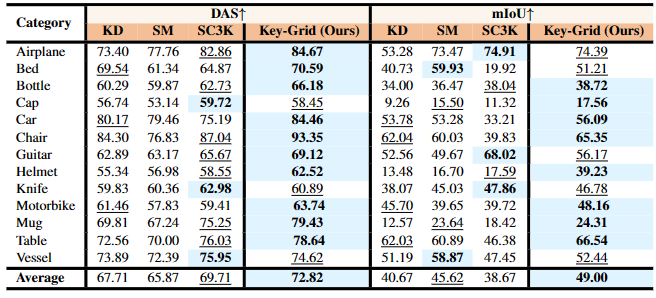 Category DAS↑ mIoU↑
KD SM SC3K Key-Grid (Ours) KD SM SC3K Key-Grid (Ours)
Airplane 73.40 77.76 82.86 84.67 53.28 73.47 74.91 74.39
Bed 69.54 61.34 64.87 70.59 40.73 59.93 19.92 51.21
Bottle 60.29 59.87 62.73 66.18 34.00 36.47 38.04 38.72
Cap 56.74 53.14 59.72 58.45 9.26 15.50 11.32 17.56
Car 80.17 79.46 75.19 84.46 53.78 53.28 33.21 56.09
Chair 84.30 76.83 87.04 93.35 62.04 60.03 39.83 65.35
Guitar 62.89 63.17 65.67 69.12 52.56 49.67 68.02 56.17
Helmet 55.34 56.98 58.55 62.52 13.48 16.70 17.59 39.23
Knife 59.83 60.36 62.98 60.89 38.07 45.03 47.86 46.78
Motorbike 61.46 57.83 59.41 63.74 45.70 39.65 39.72 48.16
Mug 69.81 67.24 75.25 79.43 12.57 23.64 18.42 24.31
Table 72.56 70.00 76.03 78.64 62.03 60.89 46.38 66.54
Vessel 73.89 72.39 75.95 74.62 51.19 58.87 47.45 52.44
Average 67.71 65.87 69.71 72.82 40.67 45.62 38.67 49.00